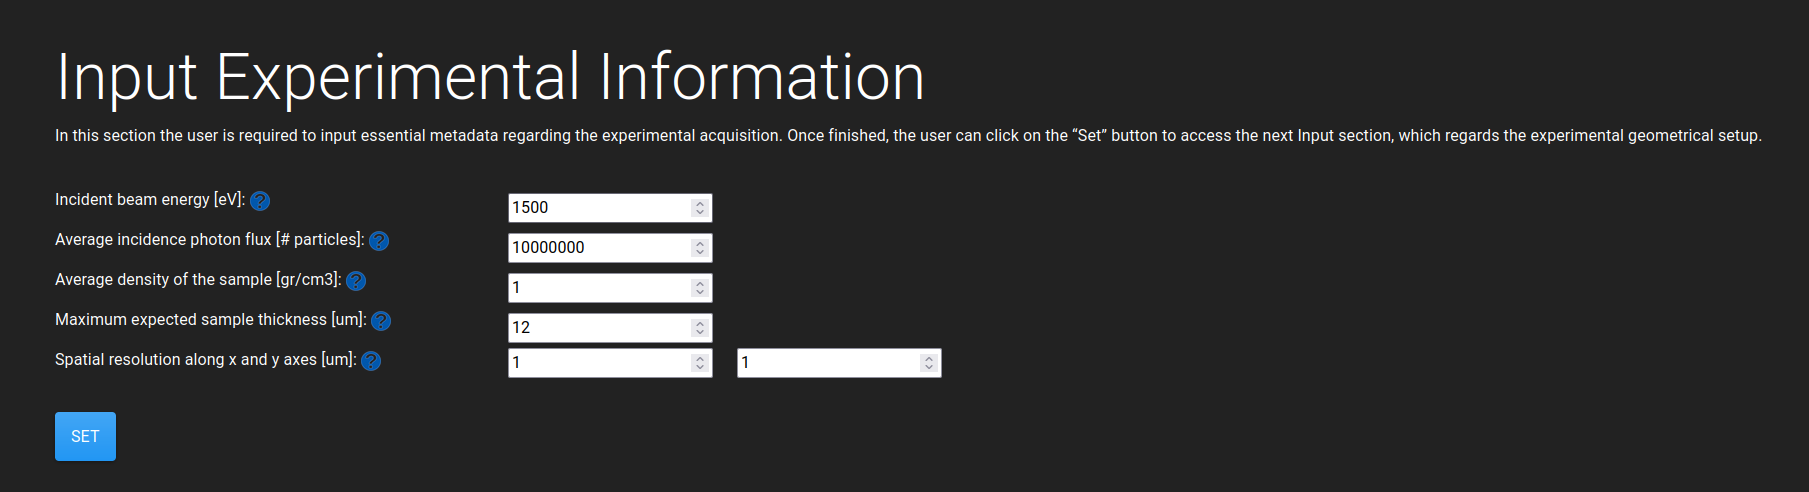 Input Experimental Information
In this section the user is required to input essential metadata regarding the experimental acquisition. Once finished, the user can click on the “Set” button to access the next Input section, which regards the experimental geometrical setup.
Incident beam energy [eV]: ? 1500
Average incidence photon flux [# particles]: ? 10000000
Average density of the sample [gr/cm3]: ? 1
Maximum expected sample thickness [um]: ? 12
Spatial resolution along x and y axes [um]: ? 1 1
SET